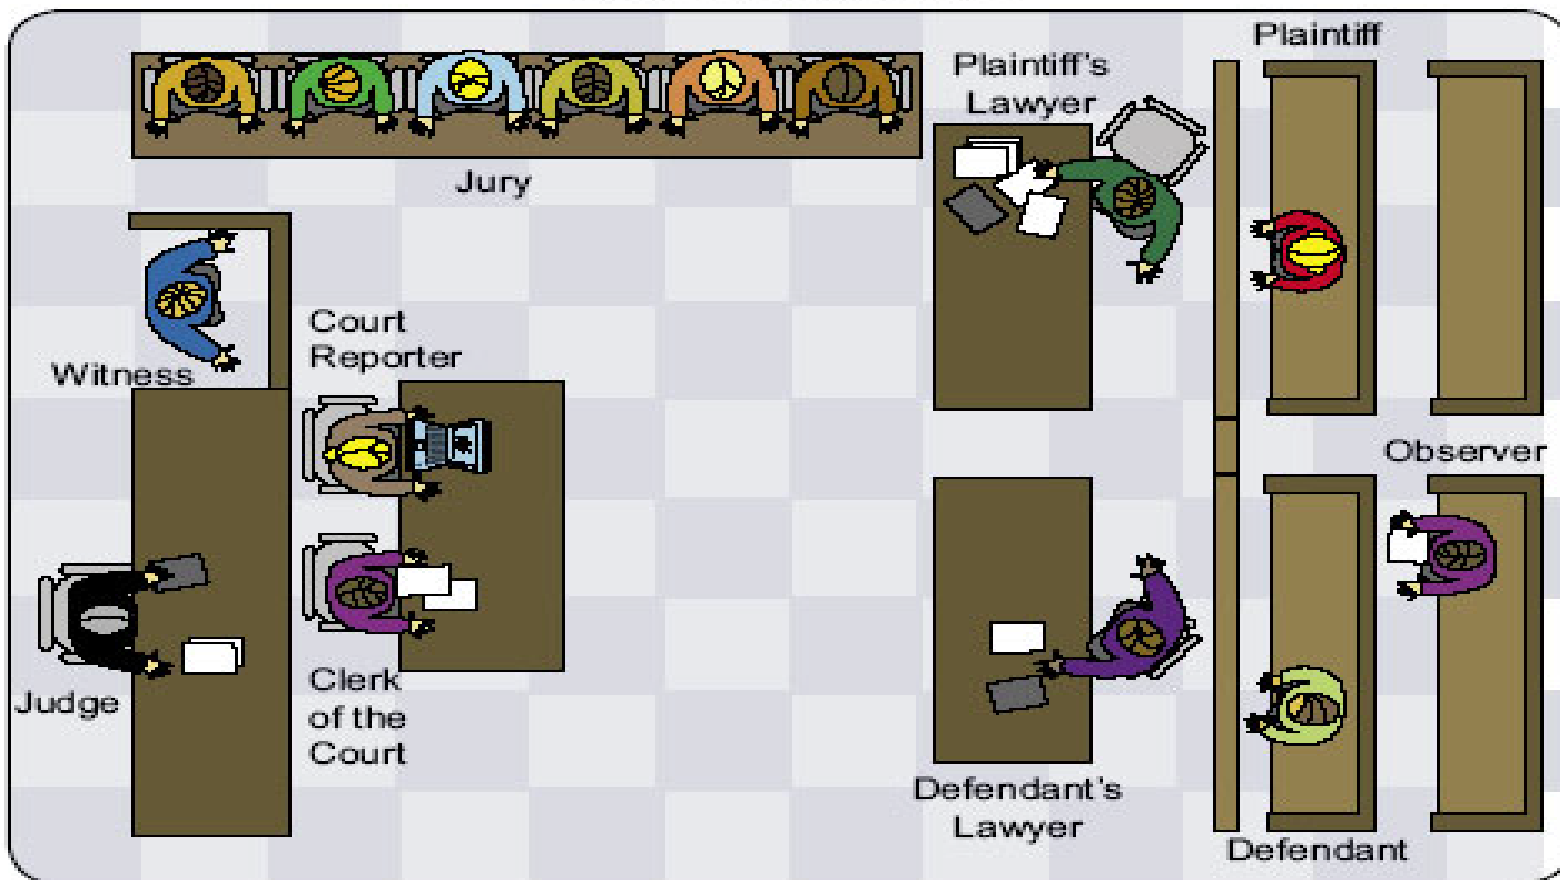 Plaintiff
Plaintiff's
Lawyer
Jury
Court
Reporter
Witness
Observer
Clerk
of the
Court
Judge
Defendant's
Lawyer
Defendant